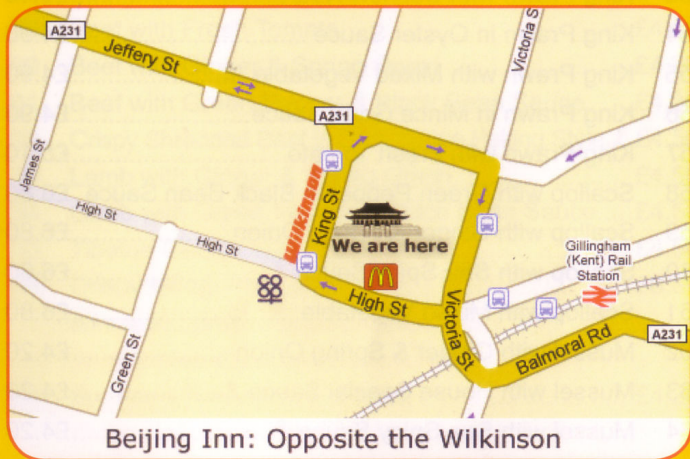 A231
Jeffery St
Victoria St
A231
James St
High St
High St
Wilkinson
King St
We are here
M
Gillingham
(Kent) Rail
Station
High St
Victoria St
Green St
Balmoral Rd
A231
Beijing Inn: Opposite the Wilkinson